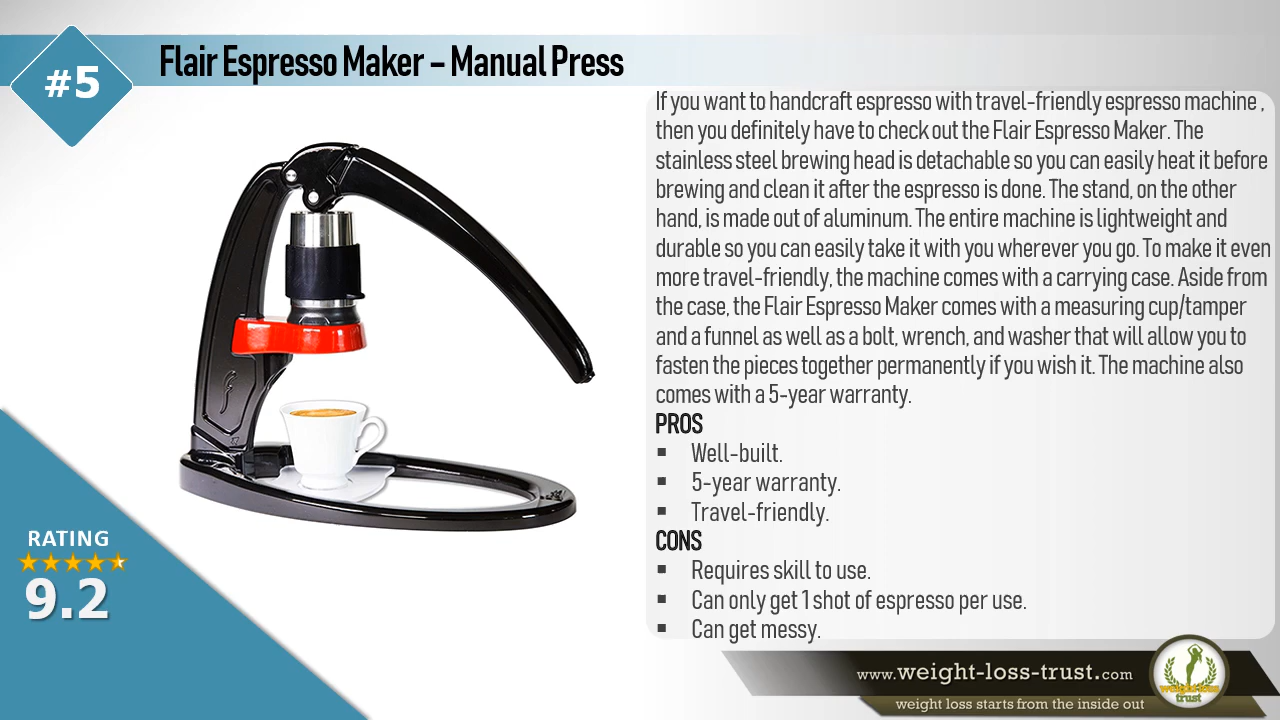 #5
Flair Espresso Maker – Manual Press
If you want to handcraft espresso with travel-friendly espresso machine ,
then you definitely have to check out the Flair Espresso Maker. The
stainless steel brewing head is detachable so you can easily heat it before
brewing and clean it after the espresso is done. The stand, on the other
hand, is made out of aluminum. The entire machine is lightweight and
durable so you can easily take it with you wherever you go. To make it even
more travel-friendly, the machine comes with a carrying case. Aside from
the case, the Flair Espresso Maker comes with a measuring cup/tamper
and a funnel as well as a bolt, wrench, and washer that will allow you to
fasten the pieces together permanently if you wish it. The machine also
comes with a 5-year warranty.
PROS
▪ Well-built.
▪ 5-year warranty.
▪ Travel-friendly.
CONS
▪ Requires skill to use.
▪ Can only get 1 shot of espresso per use.
▪ Can get messy.
RATING
9.2
www.weight-loss-trust.com
weight loss starts from the inside out
weight loss
trust